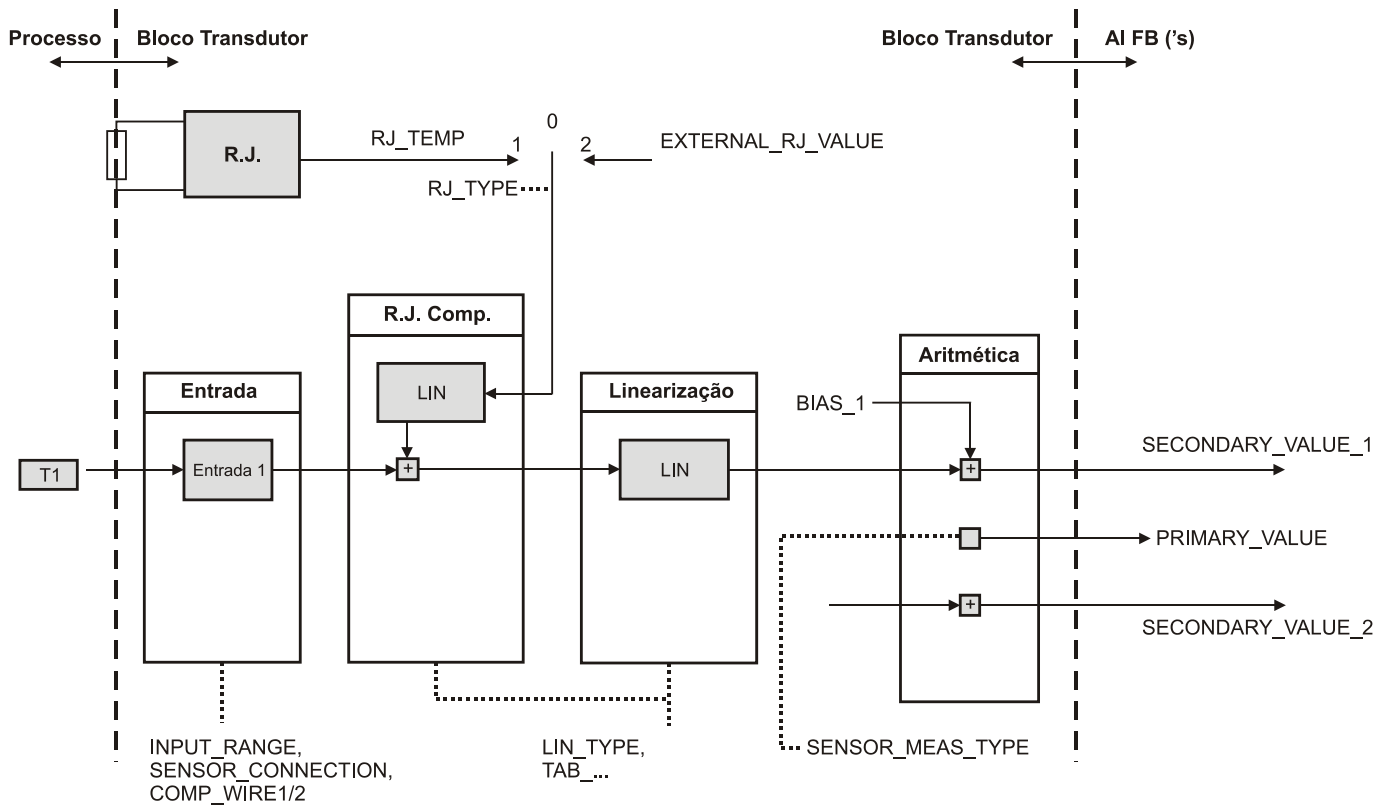 Processo
Bloco Transdutor
Bloco Transdutor
AI FB ('s)
R.J.
RJ_TEMP
1
0
2
EXTERNAL_RJ_VALUE
RJ_TYPE
R.J. Comp.
LIN
Entrada
Entrada 1
T1
+
Linearização
LIN
Aritmética
BIAS_1
+
SECONDARY_VALUE_1
PRIMARY_VALUE
+
SECONDARY_VALUE_2
INPUT_RANGE,
SENSOR_CONNECTION,
COMP_WIRE1/2
LIN_TYPE,
TAB_...
SENSOR_MEAS_TYPE